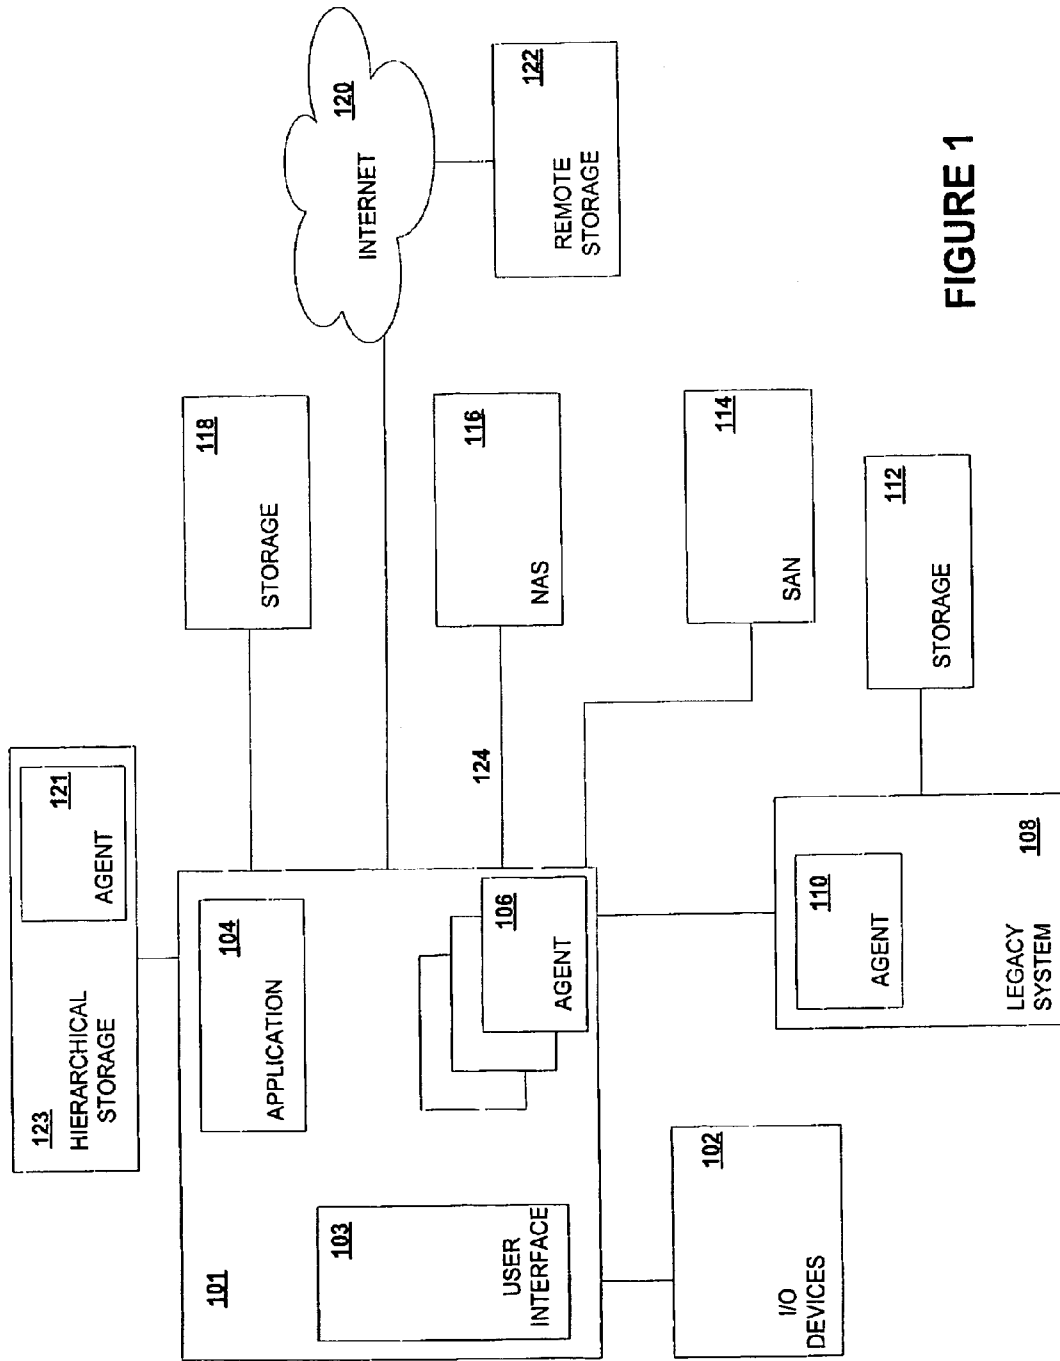 123
HIERARCHICAL
STORAGE
AGENT
121
101
103
USER
INTERFACE
APPLICATION
104
AGENT
106
STORAGE
118
124
NAS
116
INTERNET
120
REMOTE
STORAGE
122
SAN
114
I/O
DEVICES
102
AGENT
110
LEGACY
SYSTEM
108
STORAGE
112
FIGURE 1